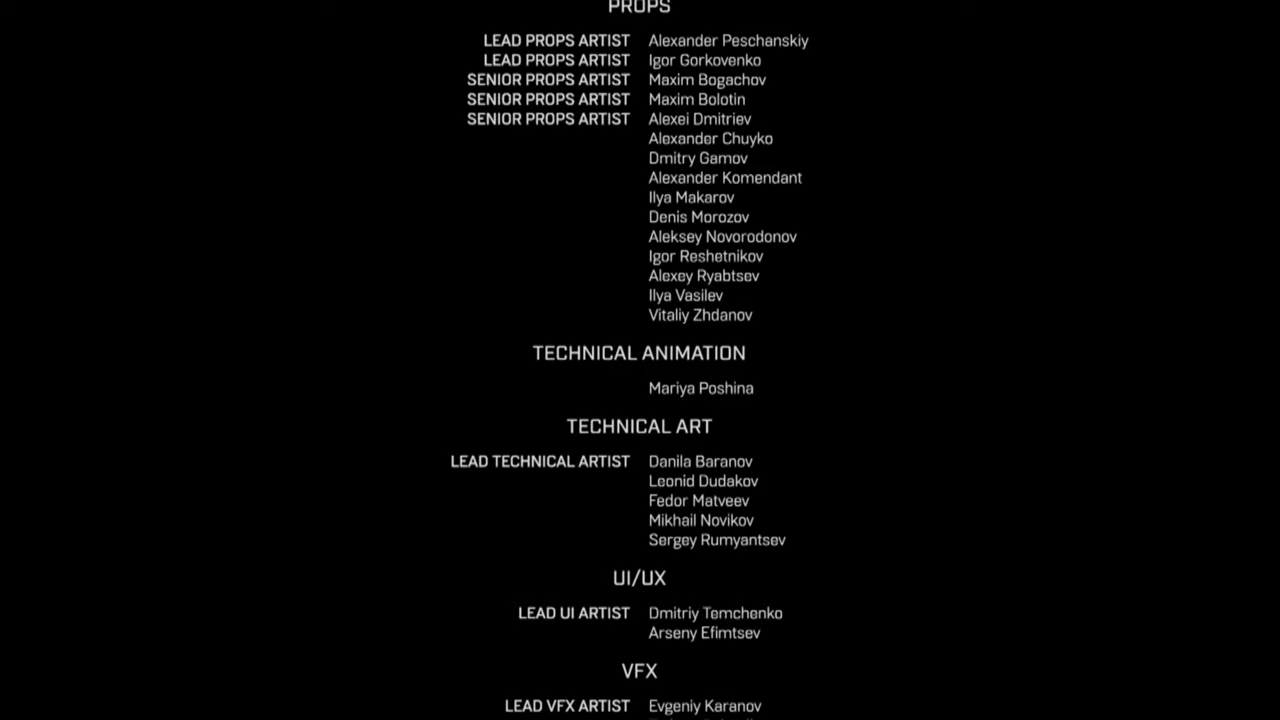 PROPS
LEAD PROPS ARTIST Alexander Peschanskiy
LEAD PROPS ARTIST Igor Gorkovenko
SENIOR PROPS ARTIST Maxim Bogachov
SENIOR PROPS ARTIST Maxim Bolotin
SENIOR PROPS ARTIST Alexei Dmitriev
Alexander Chuyko
Dmitry Gamov
Alexander Komendant
Ilya Makarov
Denis Morozov
Aleksey Novorodonov
Igor Reshetnikov
Alexey Ryabtsev
Ilya Vasilev
Vitaliy Zhdanov
TECHNICAL ANIMATION
Mariya Poshina
TECHNICAL ART
LEAD TECHNICAL ARTIST Danila Baranov
Leonid Dudakov
Fedor Matveev
Mikhail Novikov
Sergey Rumyantsev
UI/UX
LEAD UI ARTIST Dmitriy Temchenko
Arseny Efimtsev
VFX
LEAD VFX ARTIST Evgeniy Karanov